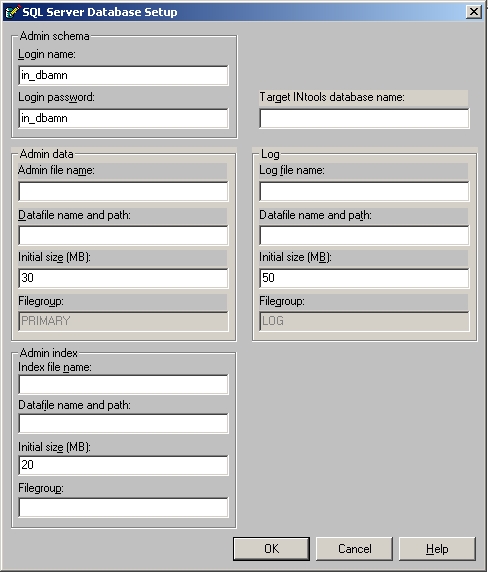 SQL Server Database Setup
Admin schema
Login name:
in_dbamn
Login password:
in_dbamn
Target INtools database name:
Admin data
Admin file name:
Datafile name and path:
Initial size (MB):
30
Filegroup:
PRIMARY
Log
Log file name:
Datafile name and path:
Initial size (MB):
50
Filegroup:
LOG
Admin index
Index file name:
Datafile name and path:
Initial size (MB):
20
Filegroup:
OK
Cancel
Help